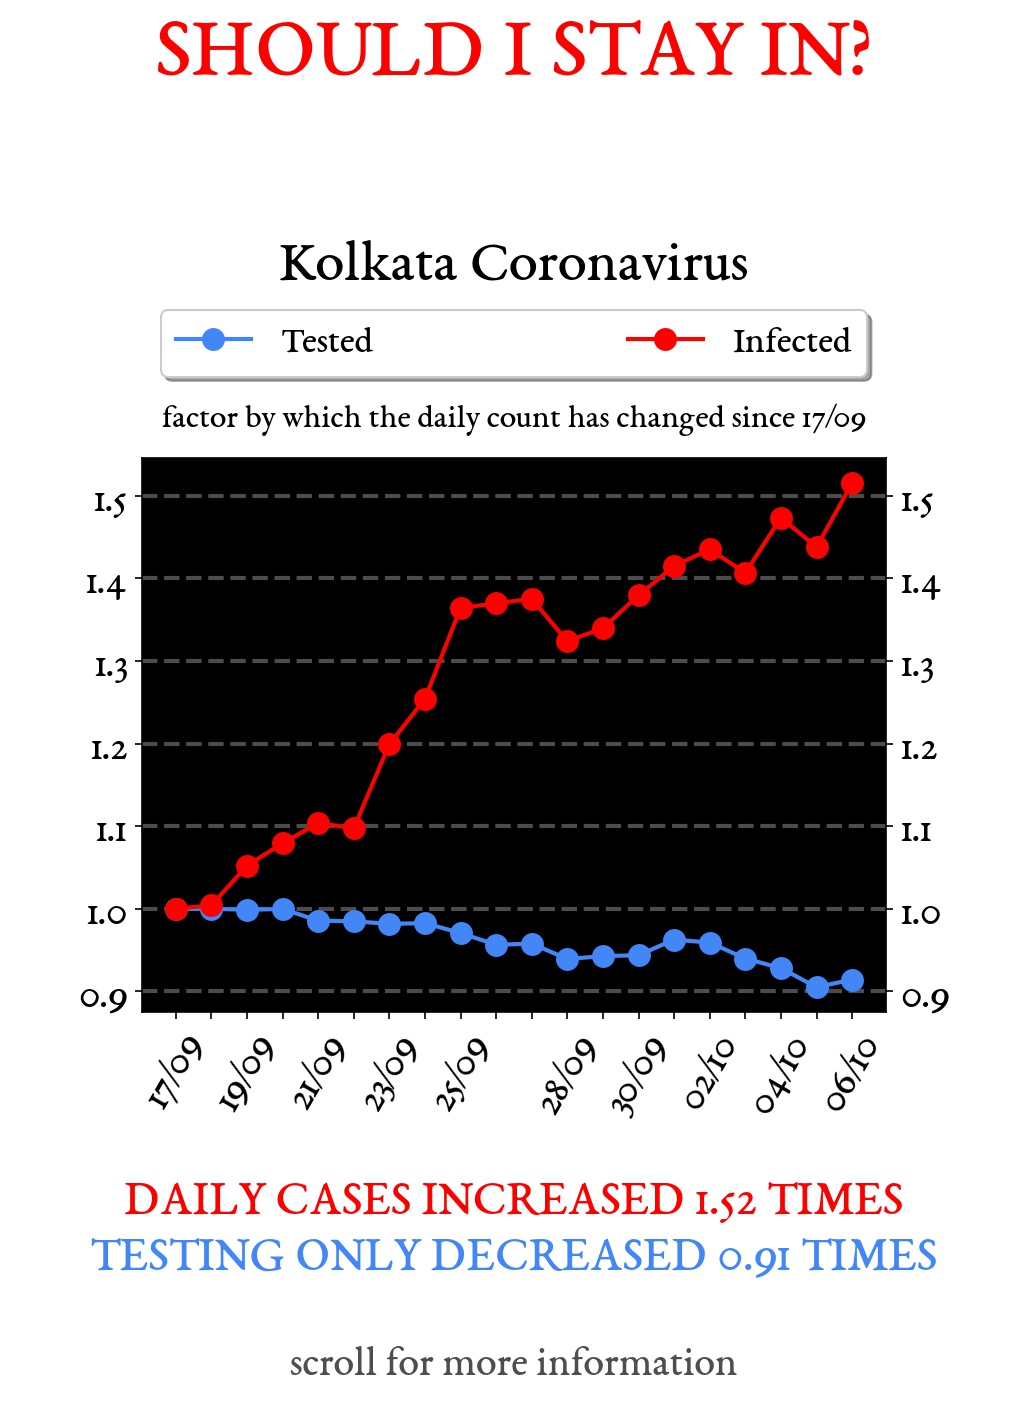 SHOULD I STAY IN?
Kolkata Coronavirus
Tested Infected
factor by which the daily count has changed since 17/09
1.5 1.5
1.4 1.4
1.3 1.3
1.2 1.2
1.1 1.1
1.0 1.0
0.9 0.9
17/09 19/09 21/09 23/09 25/09 28/09 30/09 02/10 04/10 06/10
DAILY CASES INCREASED 1.52 TIMES
TESTING ONLY DECREASED 0.91 TIMES
scroll for more information